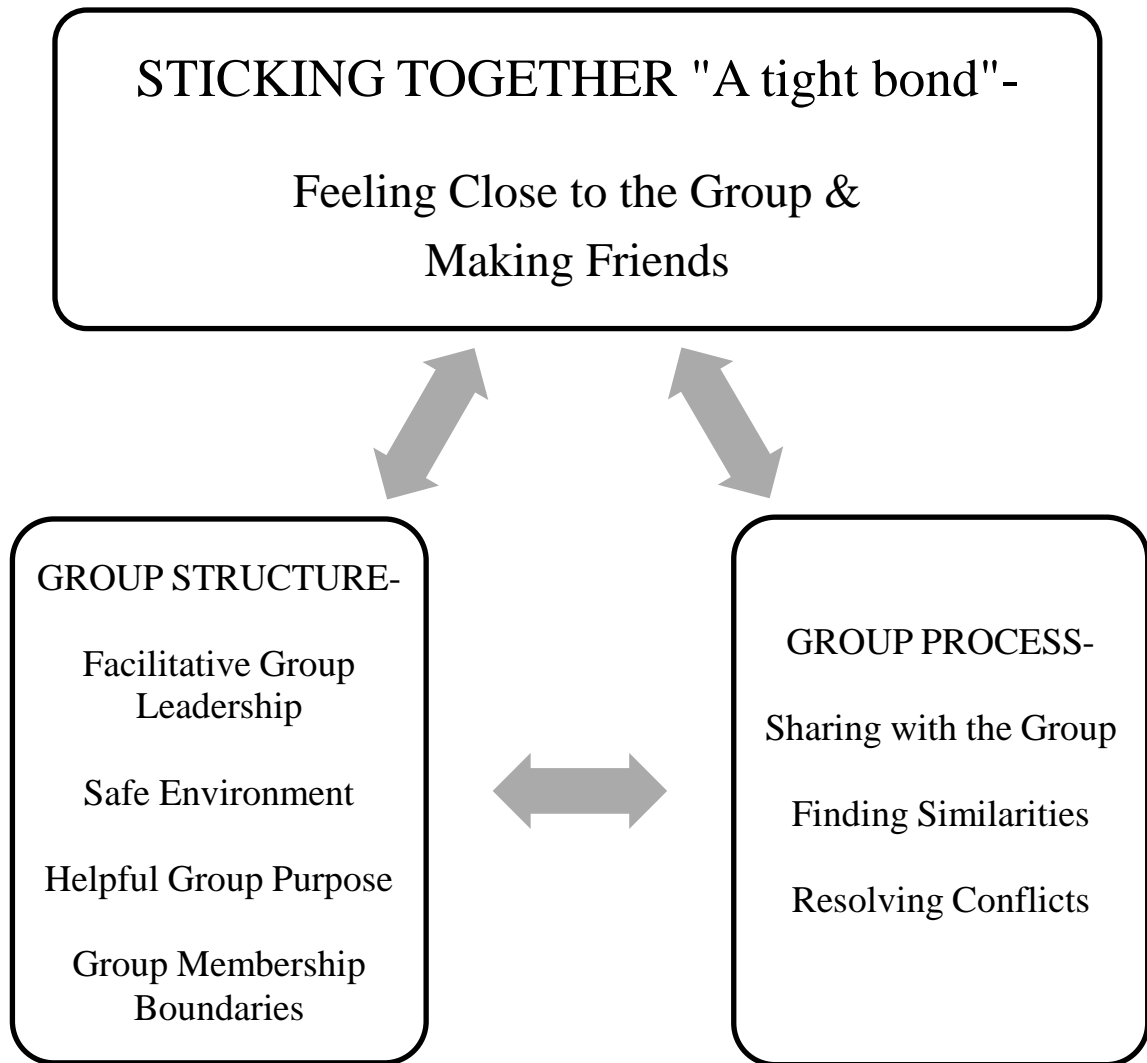 STICKING TOGETHER "A tight bond"-
Feeling Close to the Group &
Making Friends
GROUP STRUCTURE-
Facilitative Group
Leadership
Safe Environment
Helpful Group Purpose
Group Membership
Boundaries
GROUP PROCESS-
Sharing with the Group
Finding Similarities
Resolving Conflicts